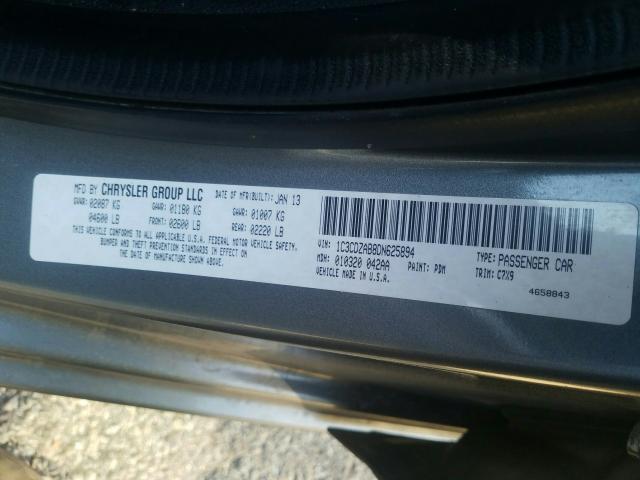 MFD BY CHRYSLER GROUP LLC DATE OF MFR(BUILT): JAN 13
GVWR: 02087 KG GAWR: 01180 KG GAWR: 01007 KG
04600 LB FRONT: 02600 LB REAR: 02220 LB
THIS VEHICLE CONFORMS TO ALL APPLICABLE U.S.A. FEDERAL MOTOR VEHICLE SAFETY,
BUMPER, AND THEFT PREVENTION STANDARDS IN EFFECT ON
THE DATE OF MANUFACTURE SHOWN ABOVE.
VIN: 1C3CDZAB8DN625894 TYPE: PASSENGER CAR
MDH: 010320 042AA PAINT: PDM TRIM: C7X9
VEHICLE MADE IN U.S.A.
4658843